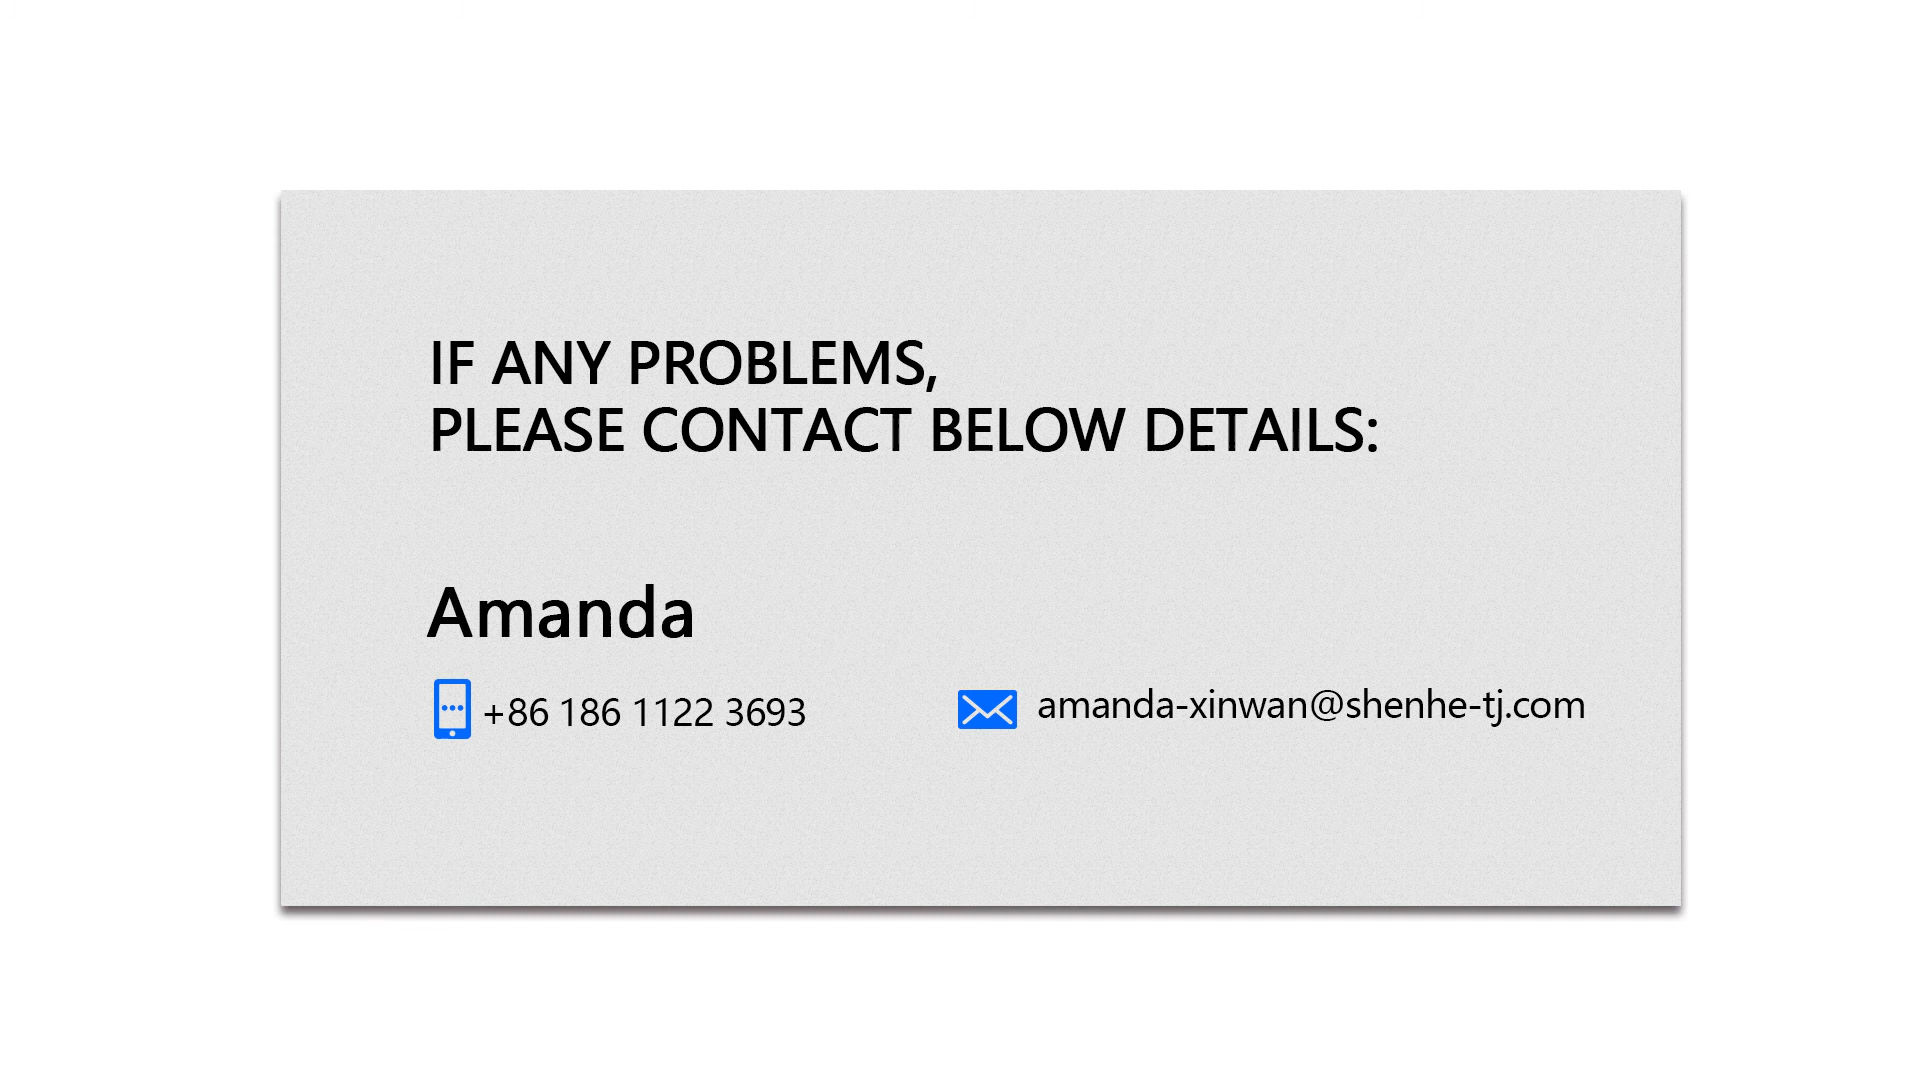 IF ANY PROBLEMS,
PLEASE CONTACT BELOW DETAILS:
Amanda
+86 186 1122 3693
amanda-xinwan@shenhe-tj.com